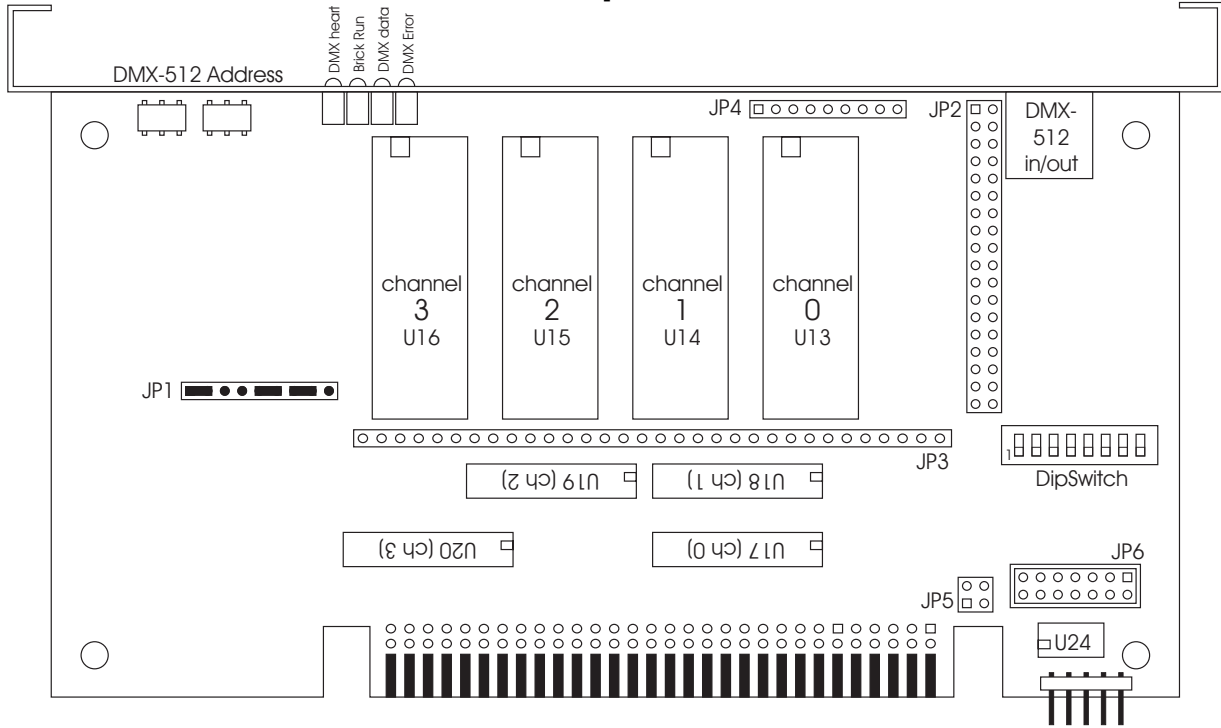 DMX heart
Brick Run
DMX data
DMX Error
DMX-512 Address
JP4
JP2
DMX-
512
in/out
channel
3
U16
channel
2
U15
channel
1
U14
channel
0
U13
JP1
JP3
1
DipSwitch
U19 (ch 2)
U18 (ch 1)
U20 (ch 3)
U17 (ch 0)
JP6
JP5
U24